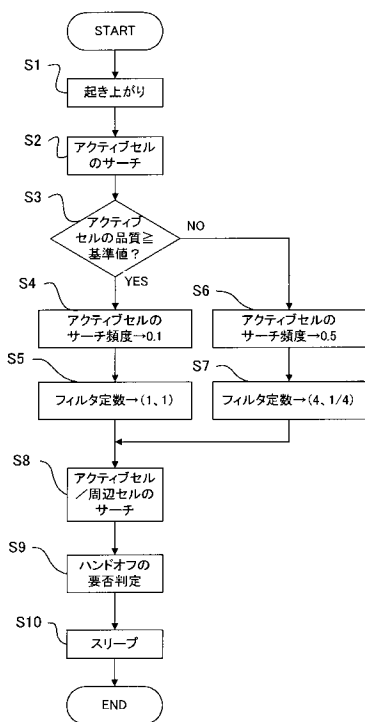 START
S1
起き上がり
S2
アクティブセル
のサーチ
S3
アクティブ
セルの品質≧
基準値？
NO
YES
S4
アクティブセルの
サーチ頻度→0.1
S6
アクティブセルの
サーチ頻度→0.5
S5
フィルタ定数→(1、1)
S7
フィルタ定数→(4、1/4)
S8
アクティブセル
／周辺セルの
サーチ
S9
ハンドオフの
要否判定
S10
スリープ
END